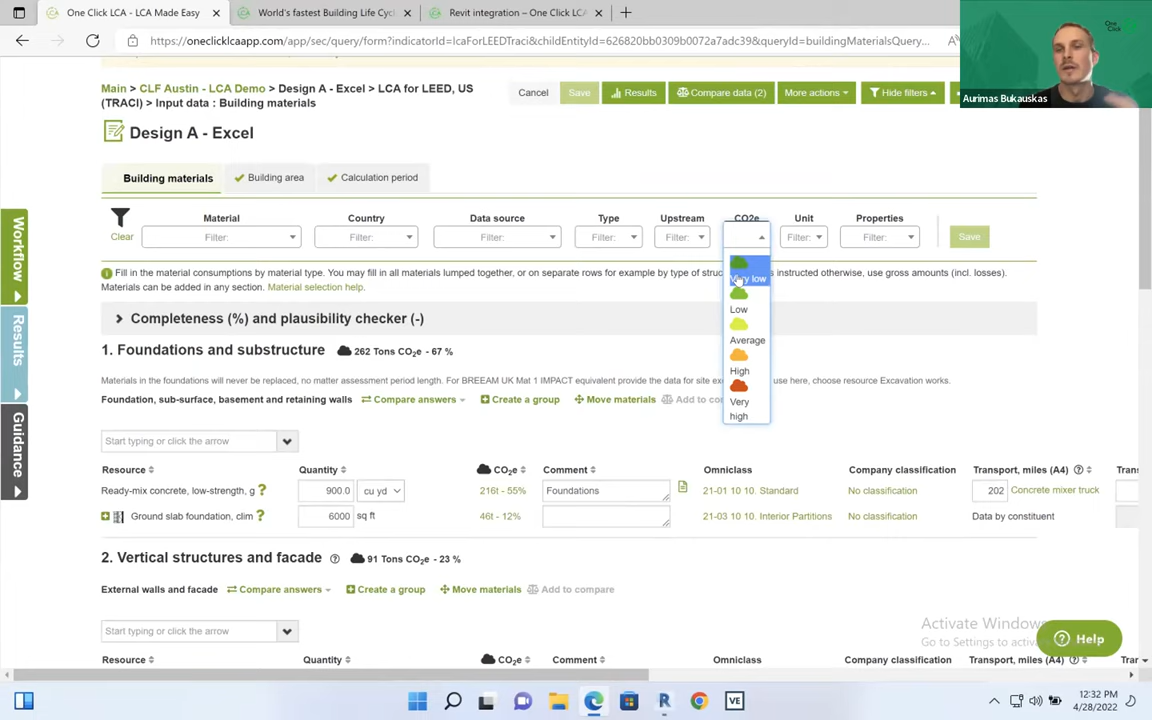 One Click LCA - LCA Made Easy
World's fastest Building Life Cycl
Revit integration – One Click LCA
https://oneclicklcaapp.com/app/sec/query/form?indicatorId=lcaForLEEDTraci&childEntityId=626820bb0309b0072a7adc39&queryId=buildingMaterialsQuery...
Aurimas Bukauskas
Main > CLF Austin - LCA Demo > Design A - Excel > LCA for LEED, US
(TRACI) > Input data : Building materials
Cancel Save Results Compare data (2) More actions Hide filters
Design A - Excel
Building materials Building area Calculation period
Material Country Data source Type Upstream CO2e Unit Properties
Clear Filter: Filter: Filter: Filter: Filter: Filter: Filter: Save
Very low
Low
Average
High
Very
high
Fill in the material consumptions by material type. You may fill in all materials lumped together, or on separate rows for example by type of struc s instructed otherwise, use gross amounts (incl. losses).
Materials can be added in any section. Material selection help.
Completeness (%) and plausibility checker (-)
1. Foundations and substructure 262 Tons CO2e - 67 %
Materials in the foundations will never be replaced, no matter assessment period length. For BREEAM UK Mat 1 IMPACT equivalent provide the data for site exc use here, choose resource Excavation works.
Foundation, sub-surface, basement and retaining walls Compare answers Create a group Move materials Add to co
Start typing or click the arrow
Resource Quantity CO2e Comment Omniclass Company classification Transport, miles (A4) ? Trans
Ready-mix concrete, low-strength, g ? 900.0 cu yd 216t - 55% Foundations 21-01 10 10. Standard No classification 202 Concrete mixer truck
Ground slab foundation, clim ? 6000 sq ft 46t - 12% 21-03 10 10. Interior Partitions No classification Data by constituent
2. Vertical structures and facade ? 91 Tons CO2e - 23 %
External walls and facade Compare answers Create a group Move materials Add to compare
Start typing or click the arrow
Activate Windows
Go to Settings to activa
Help
Resource Quantity CO2e Comment Omniclass Company classification Transport, miles (A4) ? Trar
VE
12:32 PM
4/28/2022